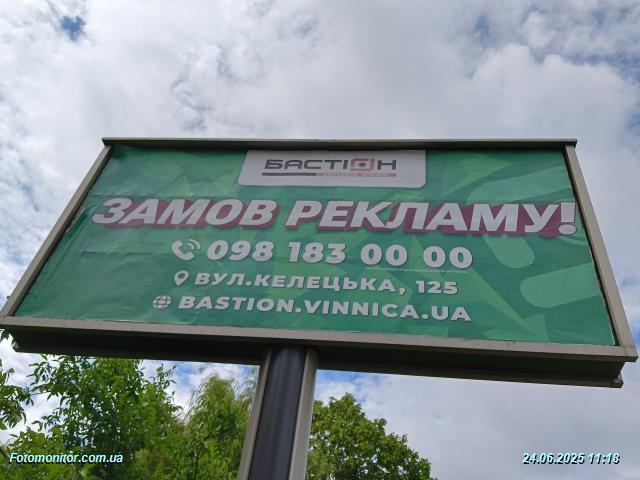 БАСТІОН
ЗАМОВ РЕКЛАМУ!
098 183 00 00
ВУЛ.КЕЛЕЦЬКА, 125
BASTION.VINNICA.UA
Fotomonitor.com.ua
24.06.2025 11:18